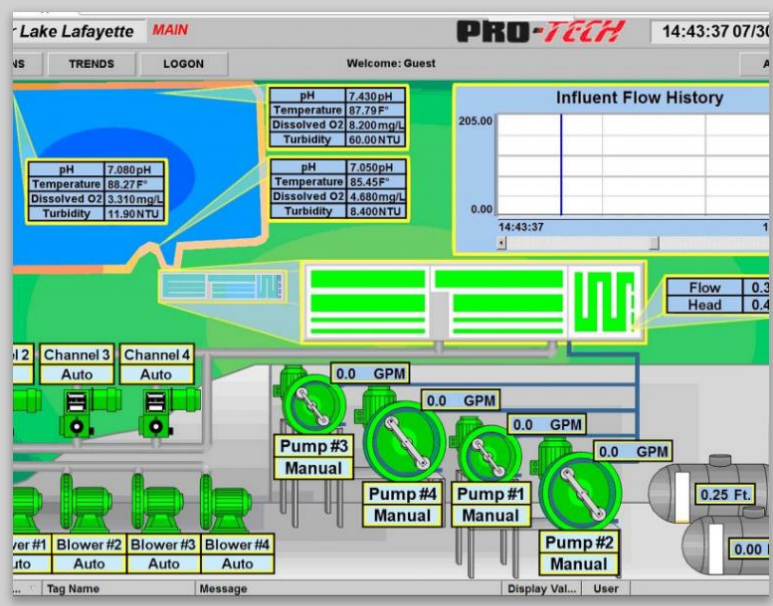 r Lake Lafayette MAIN PRO-TECH 14:43:37 07/30
NS TRENDS LOGON Welcome: Guest A
pH 7.430pH
Temperature 87.79F°
Dissolved O2 8.200mg/L
Turbidity 60.00NTU
pH 7.080pH
Temperature 88.27F°
Dissolved O2 3.310mg/L
Turbidity 11.90NTU
pH 7.050pH
Temperature 85.45F°
Dissolved O2 4.680mg/L
Turbidity 8.400NTU
Influent Flow History
205.00
0.00
14:43:37 1
Flow 0.3
Head 0.4
l 2 Channel 3 Channel 4
Auto Auto
0.0 GPM
0.0 GPM
0.0 GPM
0.0 GPM
Pump #3
Manual
Pump #4
Manual
Pump #1
Manual
Pump #2
Manual
0.25 Ft.
0.00
wer #1 Blower #2 Blower #3 Blower #4
uto Auto Auto Auto
... Tag Name Message Display Val... User